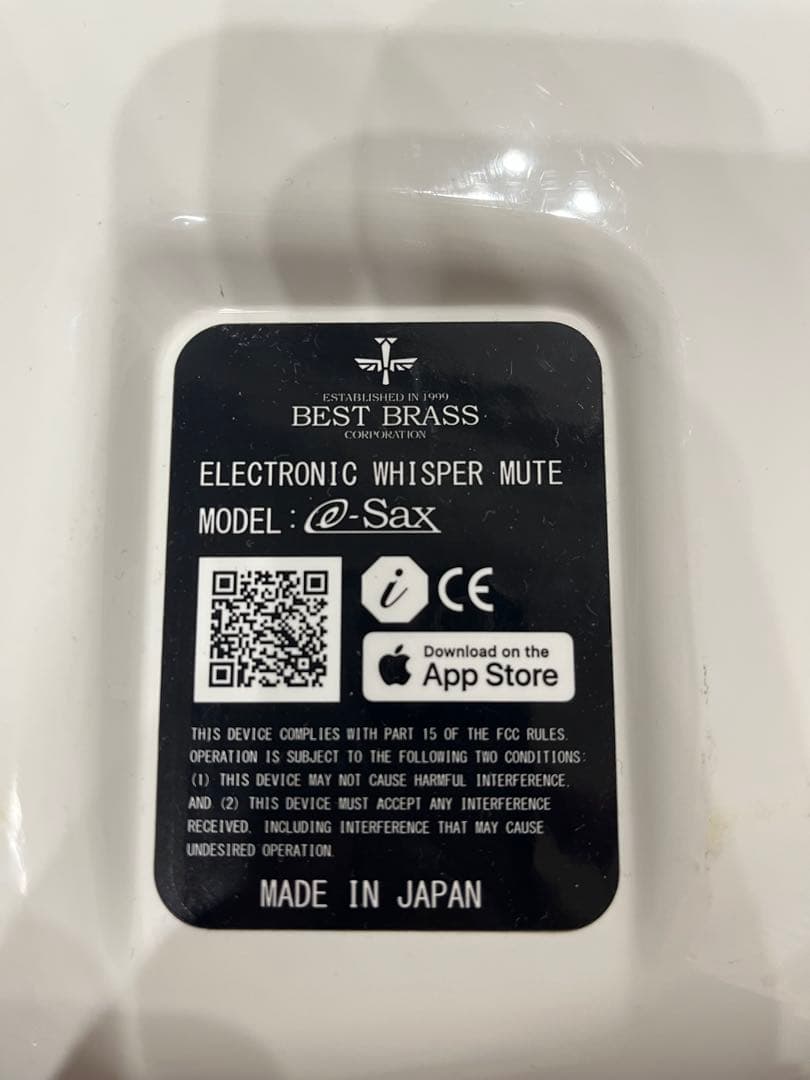 ESTABLISHED IN 1999
BEST BRASS
CORPORATION
ELECTRONIC WHISPER MUTE
MODEL : e-Sax
i CE
Download on the
App Store
THIS DEVICE COMPLIES WITH PART 15 OF THE FCC RULES.
OPERATION IS SUBJECT TO THE FOLLOWING TWO CONDITIONS:
(1) THIS DEVICE MAY NOT CAUSE HARMFUL INTERFERENCE,
AND (2) THIS DEVICE MUST ACCEPT ANY INTERFERENCE
RECEIVED, INCLUDING INTERFERENCE THAT MAY CAUSE
UNDESIRED OPERATION.
MADE IN JAPAN